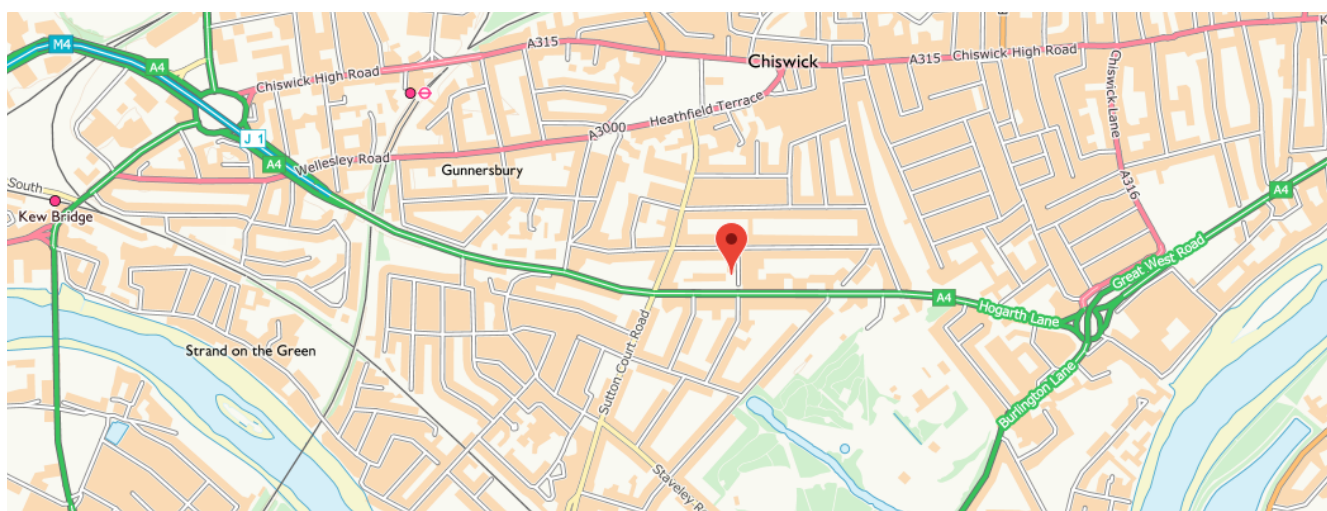 M4
A4
A315
Chiswick
A315 Chiswick High Road
K
Chiswick High Road
Chiswick Lane
A3000
Heathfield Terrace
J 1
A4
Wellesley Road
Gunnersbury
A316
South
A4
Kew Bridge
Great West Road
A4
Hogarth Lane
Strand on the Green
Sutton Court Road
Burlington Lane
Staveley R